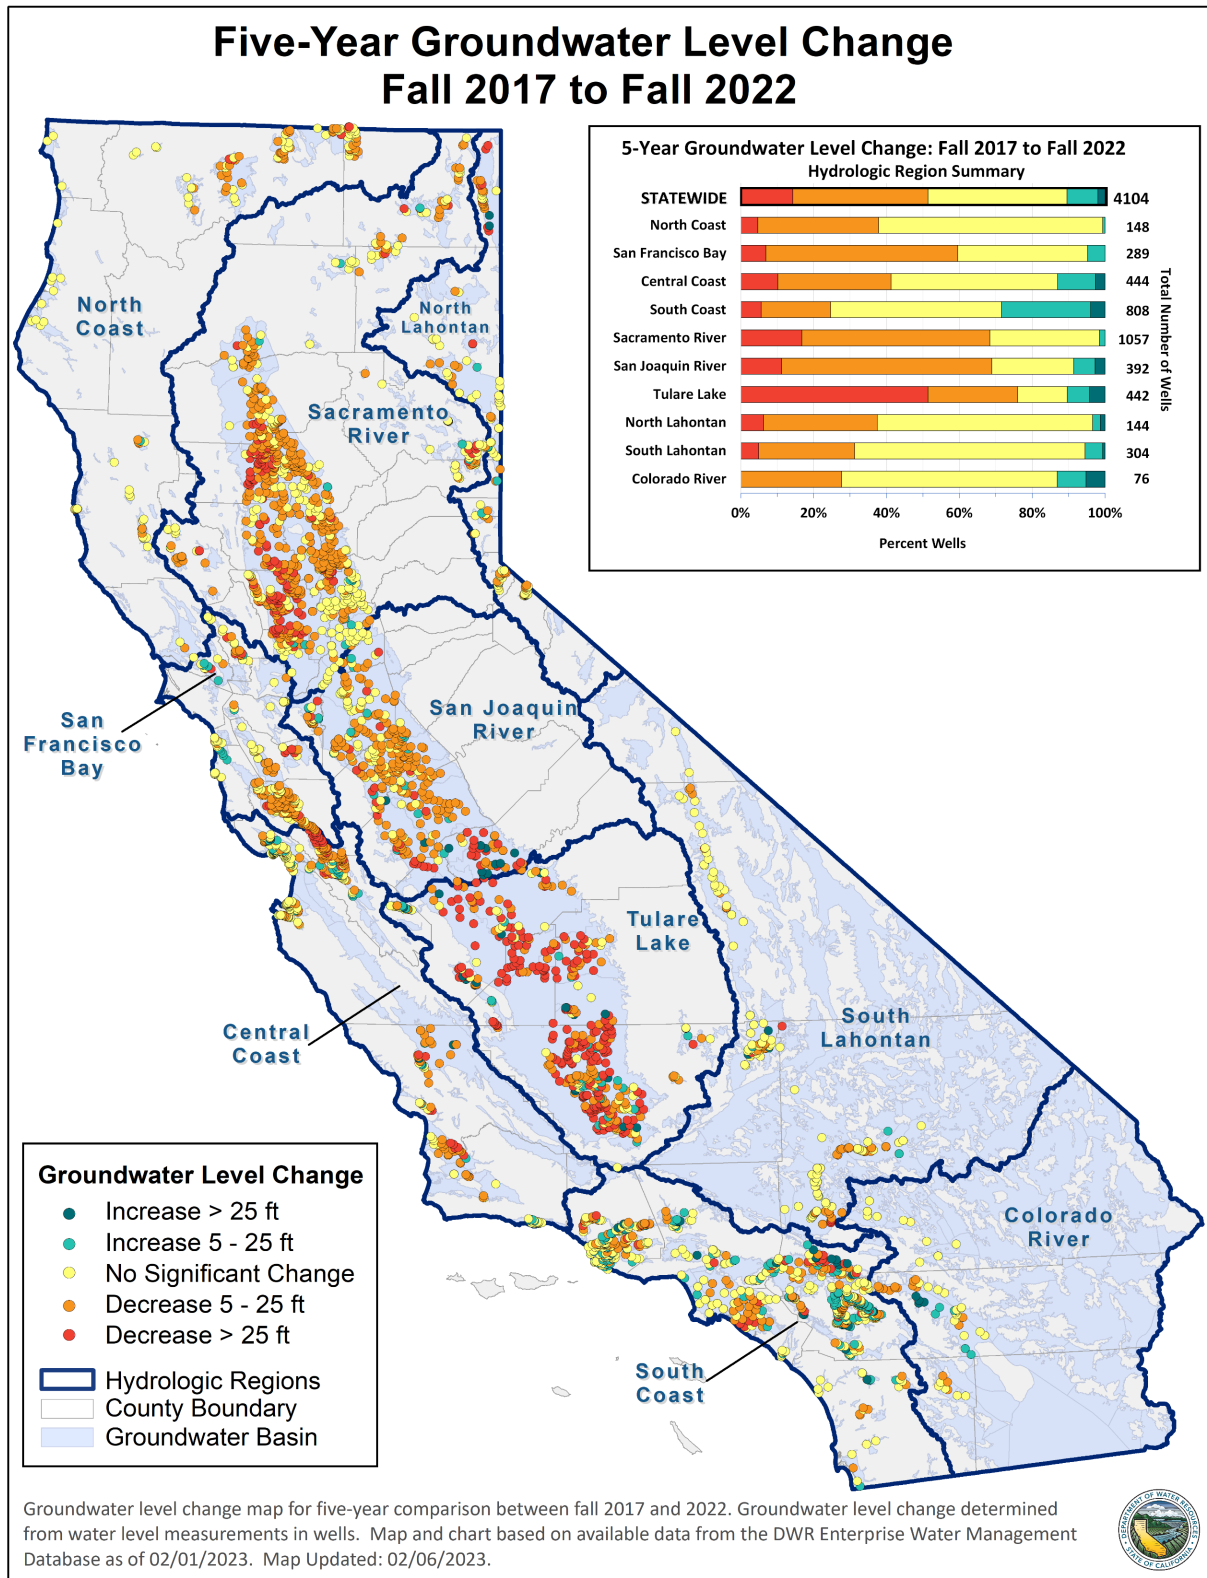 Five-Year Groundwater Level Change
Fall 2017 to Fall 2022
5-Year Groundwater Level Change: Fall 2017 to Fall 2022
Hydrologic Region Summary
STATEWIDE 4104
North Coast 148
San Francisco Bay 289
Central Coast 444
South Coast 808
Sacramento River 1057
San Joaquin River 392
Tulare Lake 442
North Lahontan 144
South Lahontan 304
Colorado River 76
0% 20% 40% 60% 80% 100%
Percent Wells
Total Number of Wells
North
Coast
North
Lahontan
Sacramento
River
San
Francisco
Bay
San Joaquin
River
Tulare
Lake
Central
Coast
South
Lahontan
Colorado
River
South
Coast
Groundwater Level Change
Increase > 25 ft
Increase 5 - 25 ft
No Significant Change
Decrease 5 - 25 ft
Decrease > 25 ft
Hydrologic Regions
County Boundary
Groundwater Basin
Groundwater level change map for five-year comparion between fall 2017 and 2022. Groundwater level change determined
from water level measurements in wells. Map and chart based on available data from the DWR Enterprise Water Management
Database as of 02/01/2023. Map Updated: 02/06/2023.
DEPARTMENT OF WATER RESOURCES
STATE OF CALIFORNIA